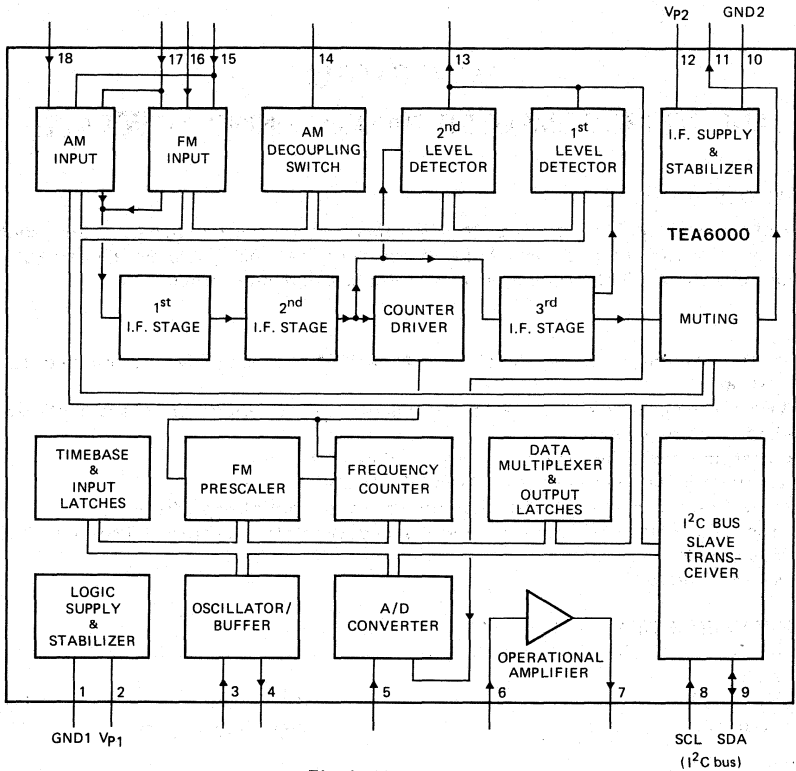 VP2
GND2
18
17
16
15
14
13
12
11
10
AM
INPUT
FM
INPUT
AM
DECOUPLING
SWITCH
2nd
LEVEL
DETECTOR
1st
LEVEL
DETECTOR
I.F. SUPPLY
&
STABILIZER
TEA6000
1st
I.F. STAGE
2nd
I.F. STAGE
COUNTER
DRIVER
3rd
I.F. STAGE
MUTING
TIMEBASE
&
INPUT
LATCHES
FM
PRESCALER
FREQUENCY
COUNTER
DATA
MULTIPLEXER
&
OUTPUT
LATCHES
I2C BUS
SLAVE
TRANS-
CEIVER
LOGIC
SUPPLY
&
STABILIZER
OSCILLATOR/
BUFFER
A/D
CONVERTER
OPERATIONAL
AMPLIFIER
1
2
3
4
5
6
7
8
9
GND1
VP1
SCL
SDA
(I2C bus)